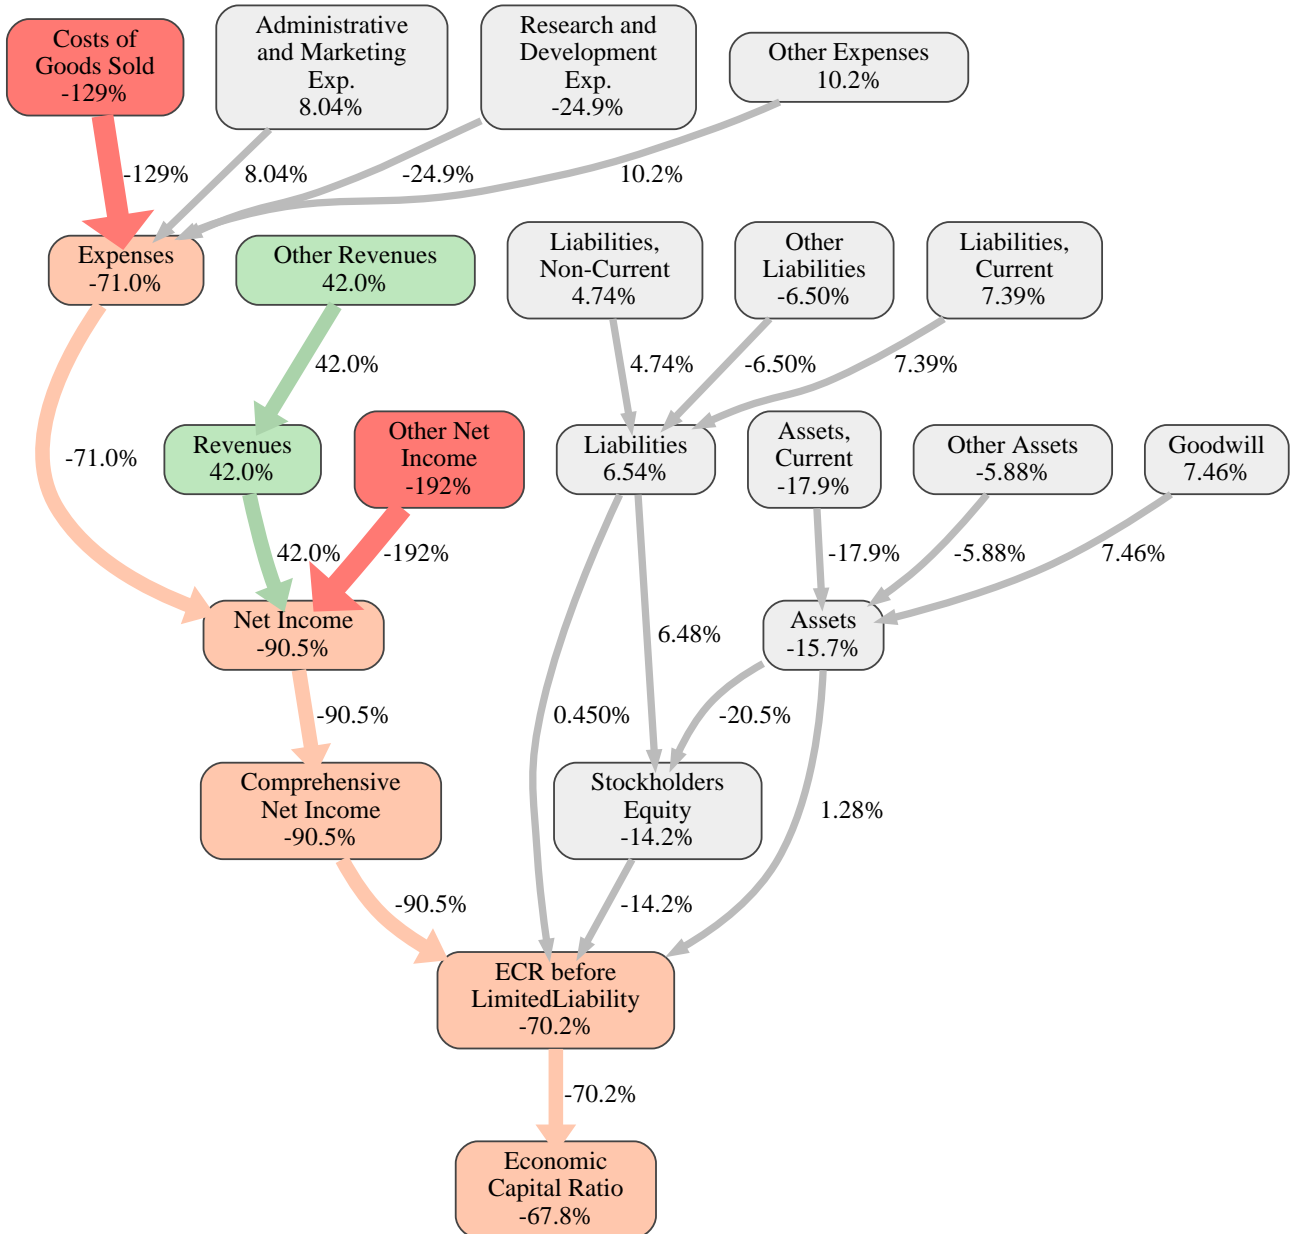 Costs of
Goods Sold
-129%
Administrative
and Marketing
Exp.
8.04%
Research and
Development
Exp.
-24.9%
Other Expenses
10.2%
-129%
8.04%
-24.9%
10.2%
Expenses
-71.0%
Other Revenues
42.0%
Liabilities,
Non-Current
4.74%
Other
Liabilities
-6.50%
Liabilities,
Current
7.39%
42.0%
4.74%
-6.50%
7.39%
-71.0%
Revenues
42.0%
Other Net
Income
-192%
Liabilities
6.54%
Assets,
Current
-17.9%
Other Assets
-5.88%
Goodwill
7.46%
42.0%
-192%
-17.9%
-5.88%
7.46%
Net Income
-90.5%
6.48%
Assets
-15.7%
-90.5%
0.450%
-20.5%
Comprehensive
Net Income
-90.5%
Stockholders
Equity
-14.2%
1.28%
-90.5%
-14.2%
ECR before
LimitedLiability
-70.2%
-70.2%
Economic
Capital Ratio
-67.8%